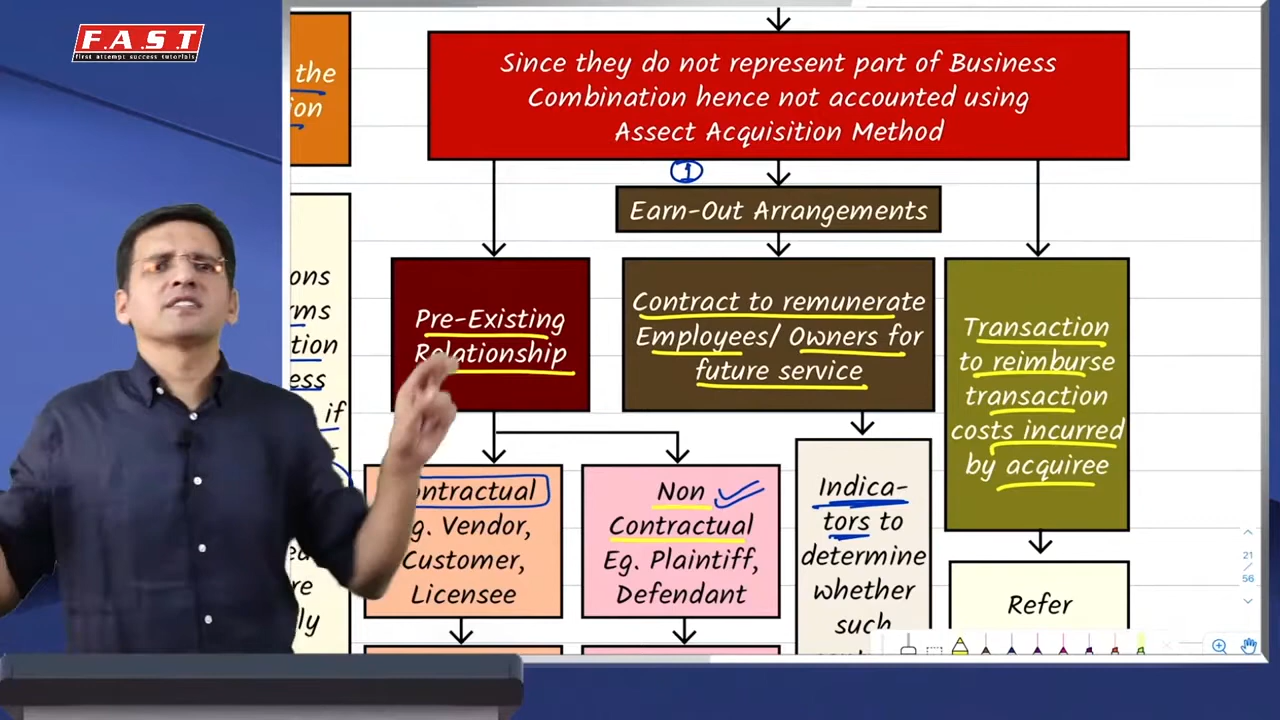 F.A.S.T
first attempt success tutorials
the
ion
Since they do not represent part of Business
Combination hence not accounted using
Assect Acquisition Method
1
Earn-Out Arrangements
ons
rms
tion
ess
if
re
ly
Pre-Existing
Relationship
Contract to remunerate
Employees/ Owners for
future service
Transaction
to reimburse
transaction
costs incurred
by acquiree
ontractual
g. Vendor,
Customer,
Licensee
Non
Contractual
Eg. Plaintiff,
Defendant
Indica-
tors to
determine
whether
such
Refer
21
/
56